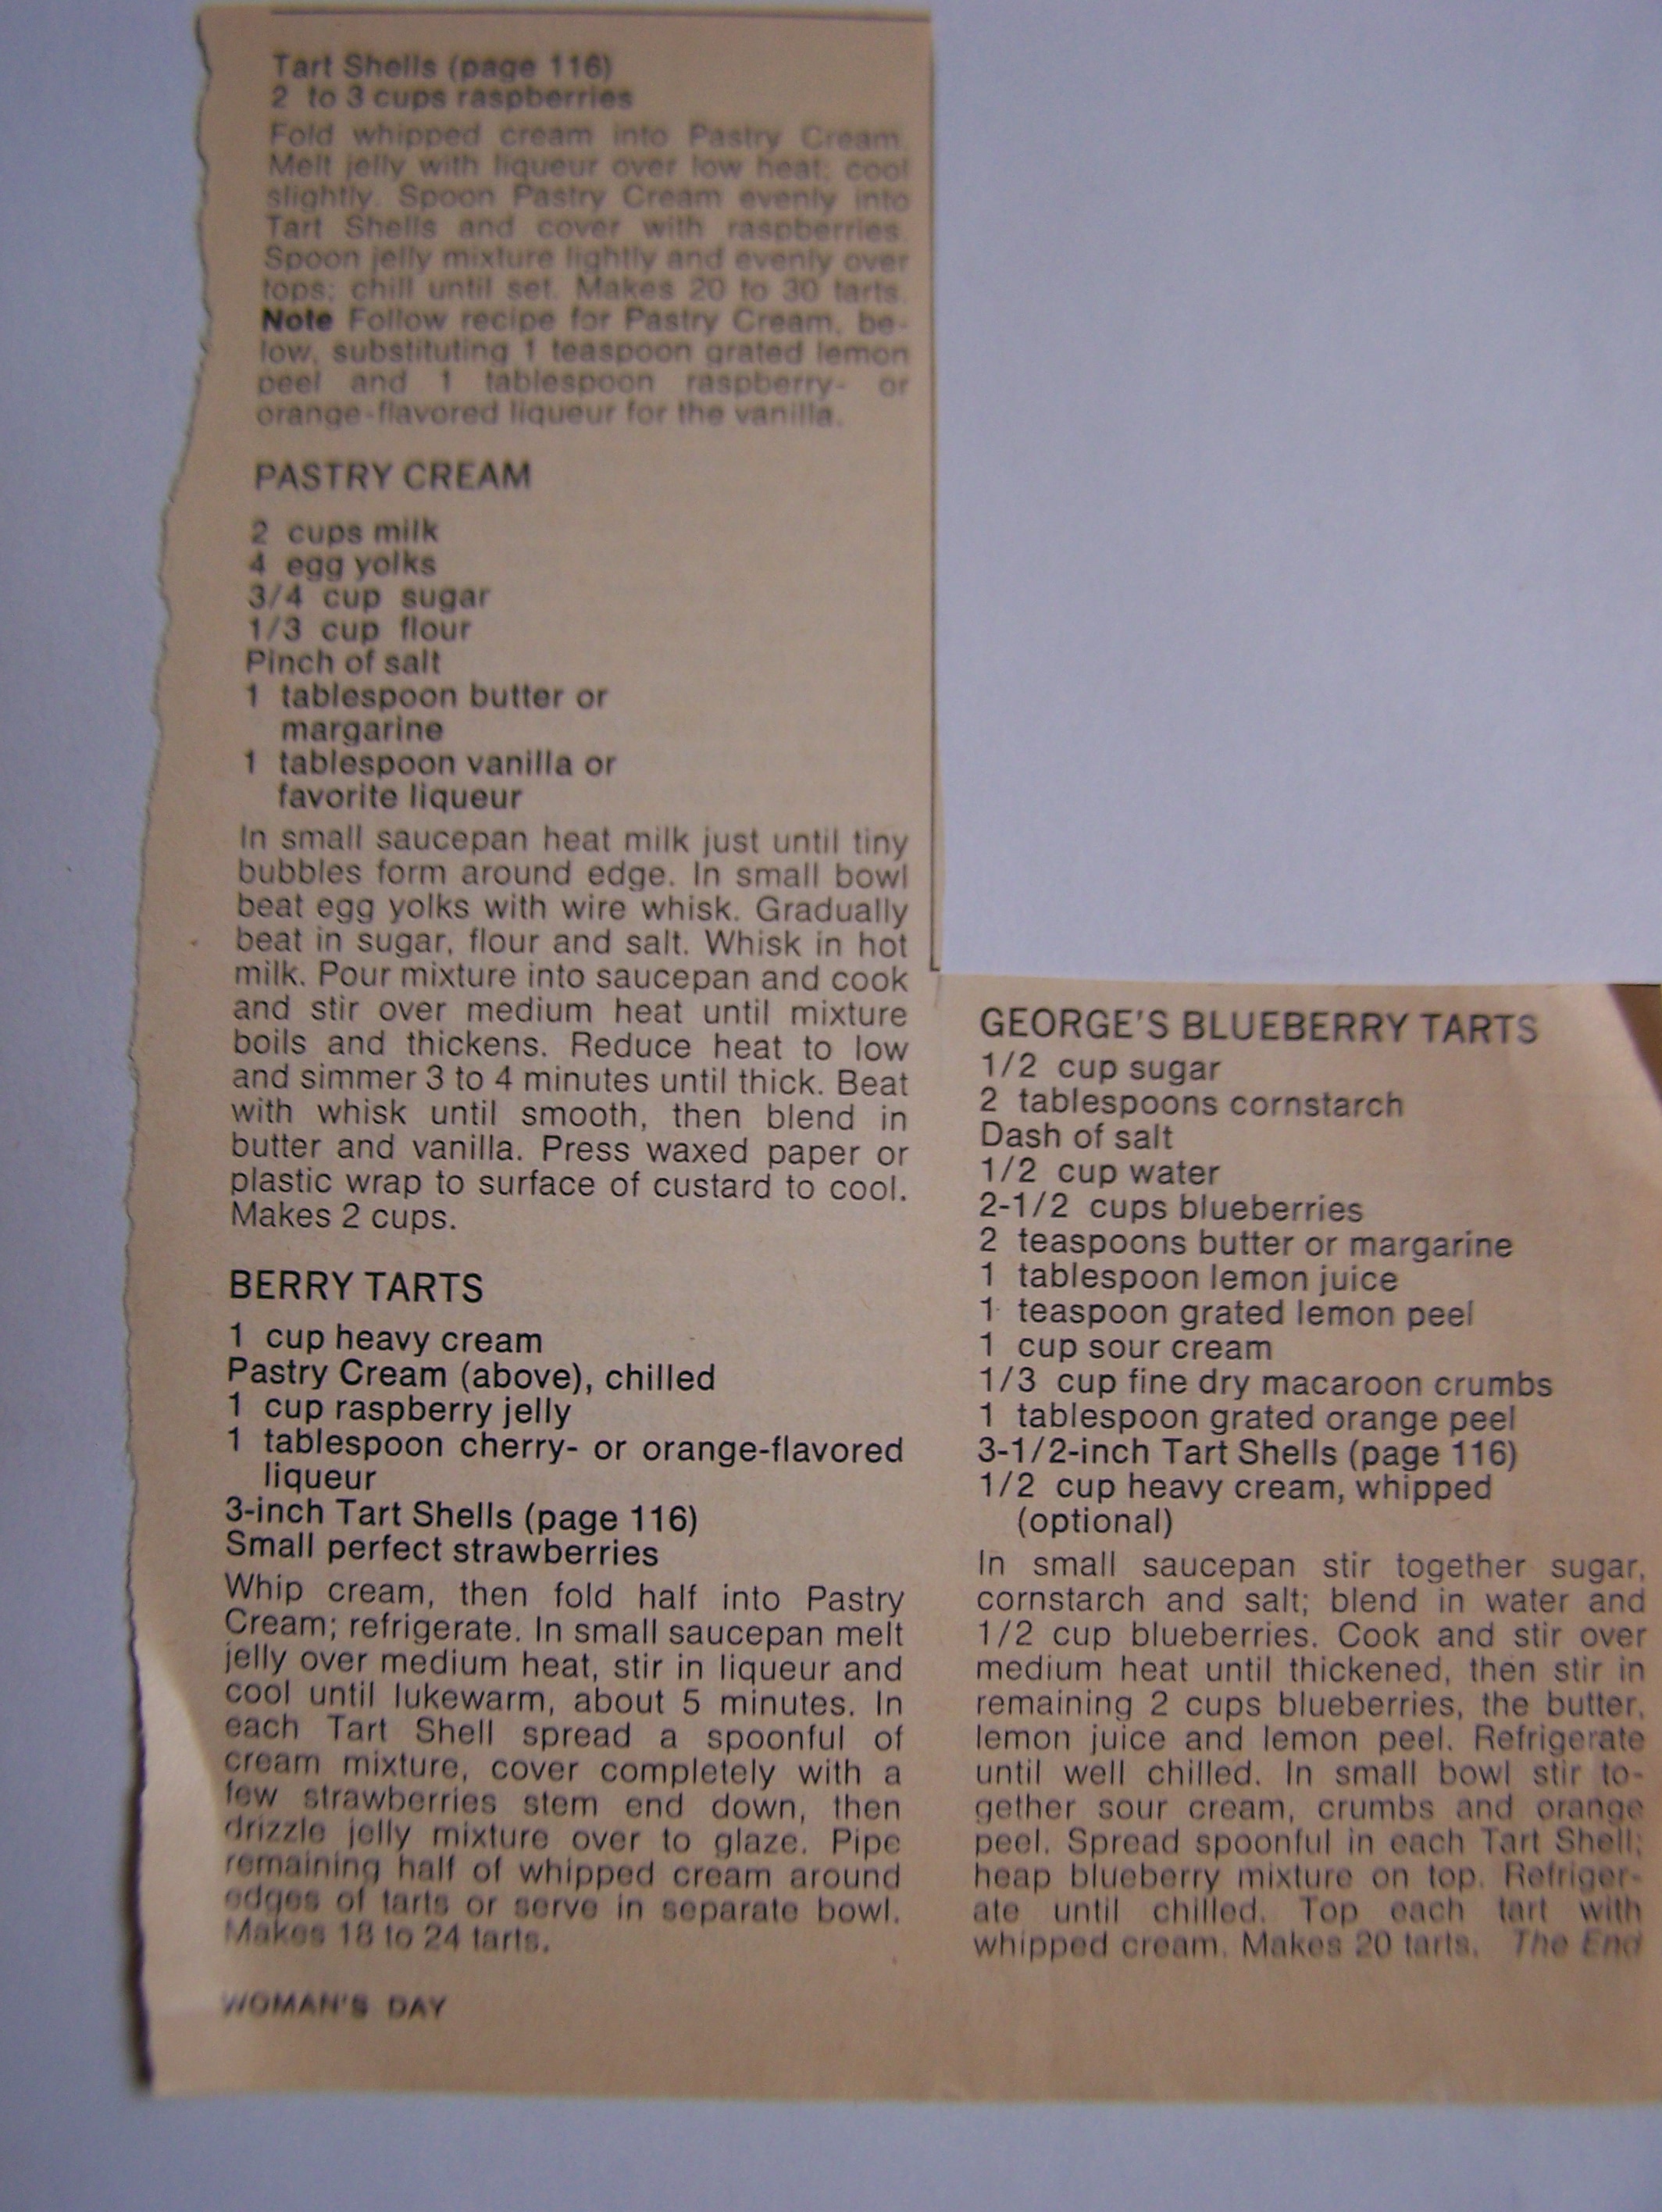 Tart Shells (page 116)
2 to 3 cups raspberries
Fold whipped cream into Pastry Cream.
Melt jelly with liqueur over low heat; cool
slightly. Spoon Pastry Cream evenly into
Tart Shells and cover with raspberries.
Spoon jelly mixture lightly and evenly over
tops; chill until set. Makes 20 to 30 tarts.
Note Follow recipe for Pastry Cream, be-
low, substituting 1 teaspoon grated lemon
peel and 1 tablespoon raspberry- or
orange-flavored liqueur for the vanilla.
PASTRY CREAM
2 cups milk
4 egg yolks
3/4 cup sugar
1/3 cup flour
Pinch of salt
1 tablespoon butter or
margarine
1 tablespoon vanilla or
favorite liqueur
In small saucepan heat milk just until tiny
bubbles form around edge. In small bowl
beat egg yolks with wire whisk. Gradually
beat in sugar, flour and salt. Whisk in hot
milk. Pour mixture into saucepan and cook
and stir over medium heat until mixture
boils and thickens. Reduce heat to low
and simmer 3 to 4 minutes until thick. Beat
with whisk until smooth, then blend in
butter and vanilla. Press waxed paper or
plastic wrap to surface of custard to cool.
Makes 2 cups.
BERRY TARTS
1 cup heavy cream
Pastry Cream (above), chilled
1 cup raspberry jelly
1 tablespoon cherry- or orange-flavored
liqueur
3-inch Tart Shells (page 116)
Small perfect strawberries
Whip cream, then fold half into Pastry
Cream; refrigerate. In small saucepan melt
jelly over medium heat, stir in liqueur and
cool until lukewarm, about 5 minutes. In
each Tart Shell spread a spoonful of
cream mixture, cover completely with a
few strawberries stem end down, then
drizzle jelly mixture over to glaze. Pipe
remaining half of whipped cream around
edges of tarts or serve in separate bowl.
Makes 18 to 24 tarts.
WOMAN'S DAY
GEORGE'S BLUEBERRY TARTS
1/2 cup sugar
2 tablespoons cornstarch
Dash of salt
1/2 cup water
2-1/2 cups blueberries
2 teaspoons butter or margarine
1 tablespoon lemon juice
1 teaspoon grated lemon peel
1 cup sour cream
1/3 cup fine dry macaroon crumbs
1 tablespoon grated orange peel
3-1/2-inch Tart Shells (page 116)
1/2 cup heavy cream, whipped
(optional)
In small saucepan stir together sugar,
cornstarch and salt; blend in water and
1/2 cup blueberries. Cook and stir over
medium heat until thickened, then stir in
remaining 2 cups blueberries, the butter,
lemon juice and lemon peel. Refrigerate
until well chilled. In small bowl stir to-
gether sour cream, crumbs and orange
peel. Spread spoonful in each Tart Shell;
heap blueberry mixture on top. Refriger-
ate until chilled. Top each tart with
whipped cream. Makes 20 tarts. The End